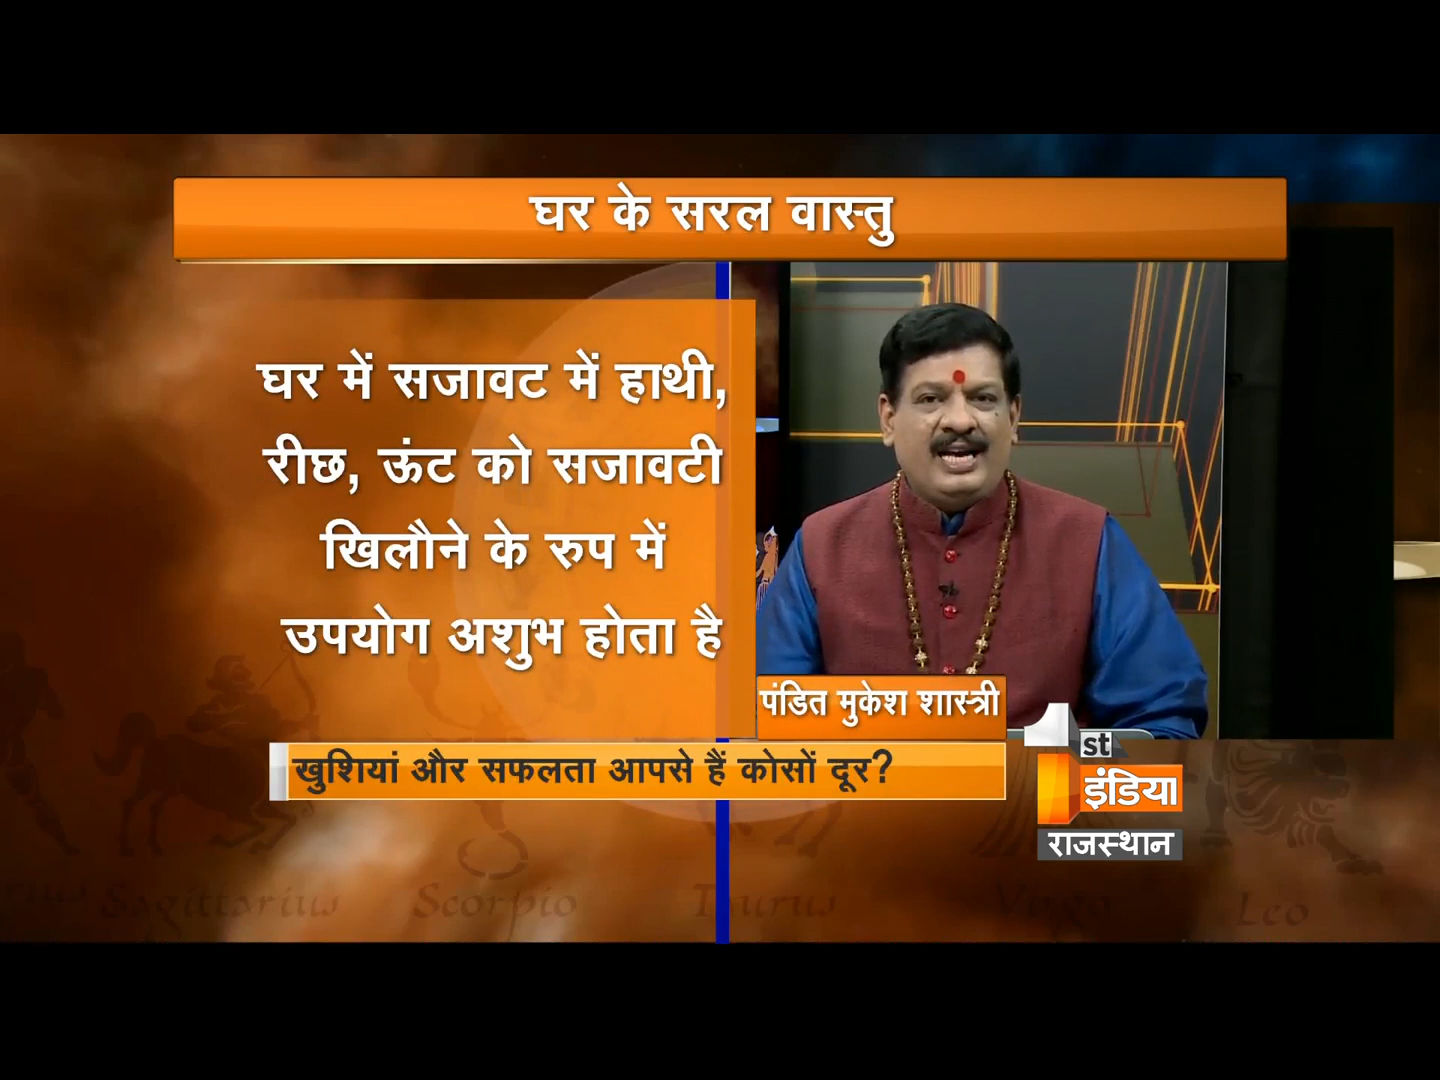 घर के सरल वास्तु
घर में सजावट में हाथी,
रीछ, ऊंट को सजावटी
खिलौने के रुप में
उपयोग अशुभ होता है
पंडित मुकेश शास्त्री
खुशियां और सफलता आपसे हैं कोसों दूर?
1st
इंडिया
राजस्थान
Sagittarius
Scorpio
Taurus
Virgo
Leo